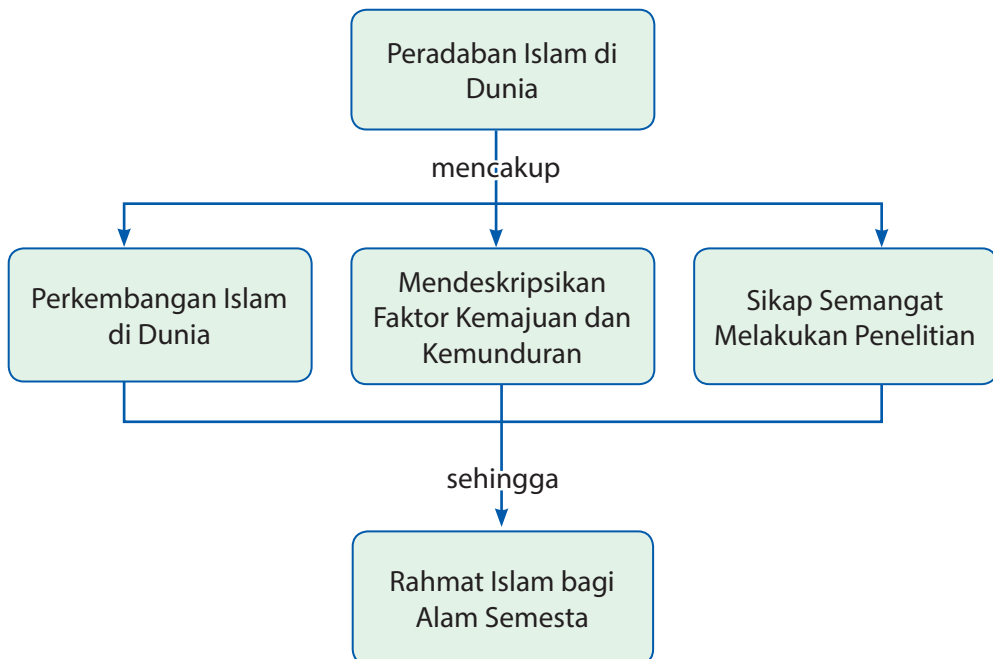 Peradaban Islam di
Dunia
mencakup
Perkembangan Islam
di Dunia
Mendeskripsikan
Faktor Kemajuan dan
Kemunduran
Sikap Semangat
Melakukan Penelitian
sehingga
Rahmat Islam bagi
Alam Semesta